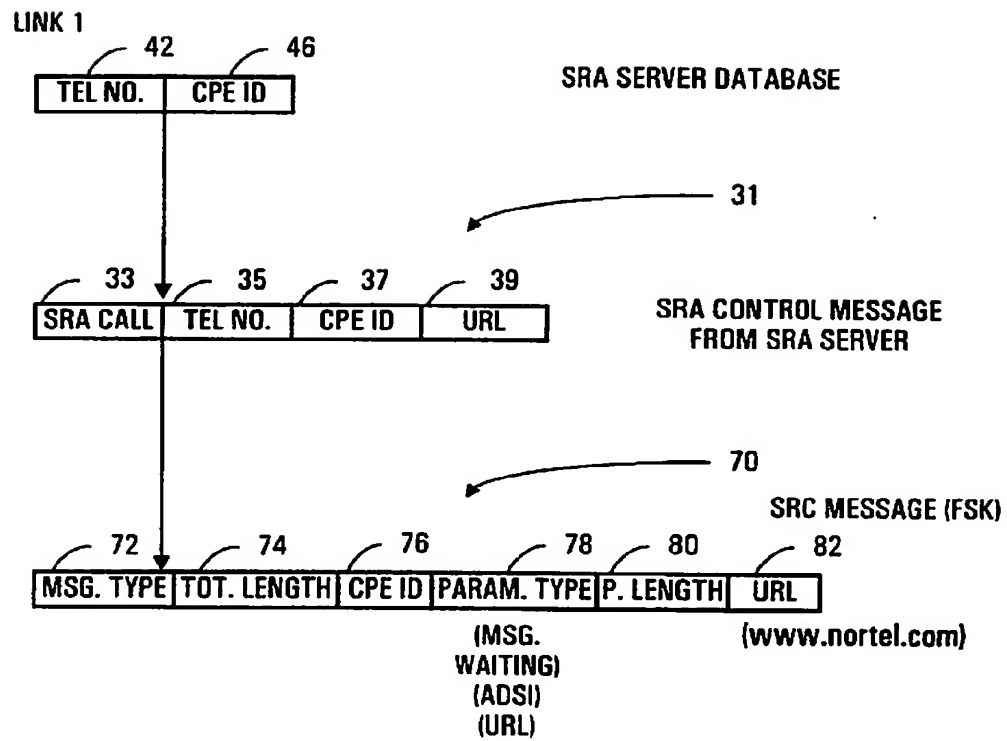 LINK 1
42 46
TEL NO. CPE ID SRA SERVER DATABASE
31
33 35 37 39
SRA CALL TEL NO. CPE ID URL
SRA CONTROL MESSAGE
FROM SRA SERVER
70
SRC MESSAGE (FSK)
72 74 76 78 80 82
MSG. TYPE TOT. LENGTH CPE ID PARAM. TYPE P. LENGTH URL
(MSG.
WAITING)
(ADSI)
(URL)
(www.nortel.com)